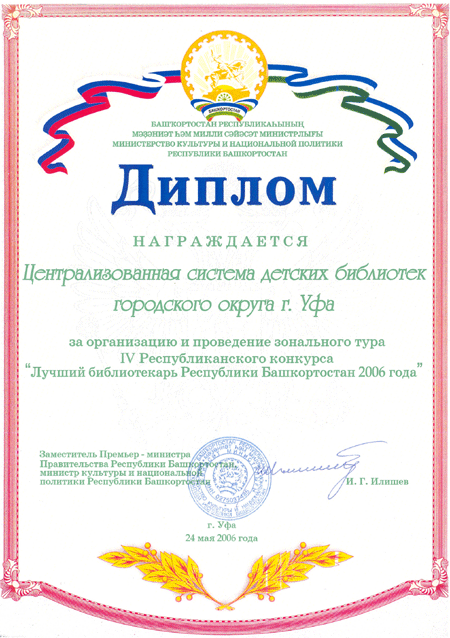 БАШКОРТОСТАН
БАШҠОРТОСТАН РЕСПУБЛИКАҺЫНЫҢ
МӘҘӘНИӘТ ҺӘМ МИЛЛИ СӘЙӘСӘТ МИНИСТРЛЫҒЫ
МИНИСТЕРСТВО КУЛЬТУРЫ И НАЦИОНАЛЬНОЙ ПОЛИТИКИ
РЕСПУБЛИКИ БАШКОРТОСТАН
ДИПЛОМ
НАГРАЖДАЕТСЯ
Централизованная система детских библиотек
городского округа г. Уфа
за организацию и проведение зонального тура
IV Республиканского конкурса
"Лучший библиотекарь Республики Башкортостан 2006 года"
Заместитель Премьер - министра
Правительства Республики Башкортостан,
министр культуры и национальной
политики Республики Башкортостан
И. Г. Илишев
г. Уфа
24 мая 2006 года